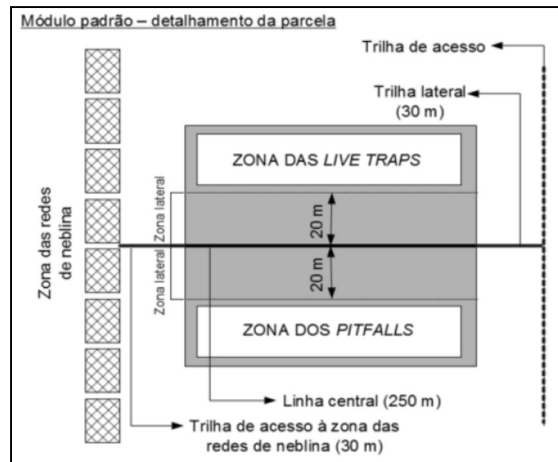 Módulo padrão – detalhamento da parcela
Trilha de acesso
Trilha lateral
(30 m)
ZONA DAS LIVE TRAPS
Zona das redes
de neblina
Zona lateral
20 m
Zona lateral
20 m
ZONA DOS PITFALLS
Linha central (250 m)
Trilha de acesso à zona das
redes de neblina (30 m)